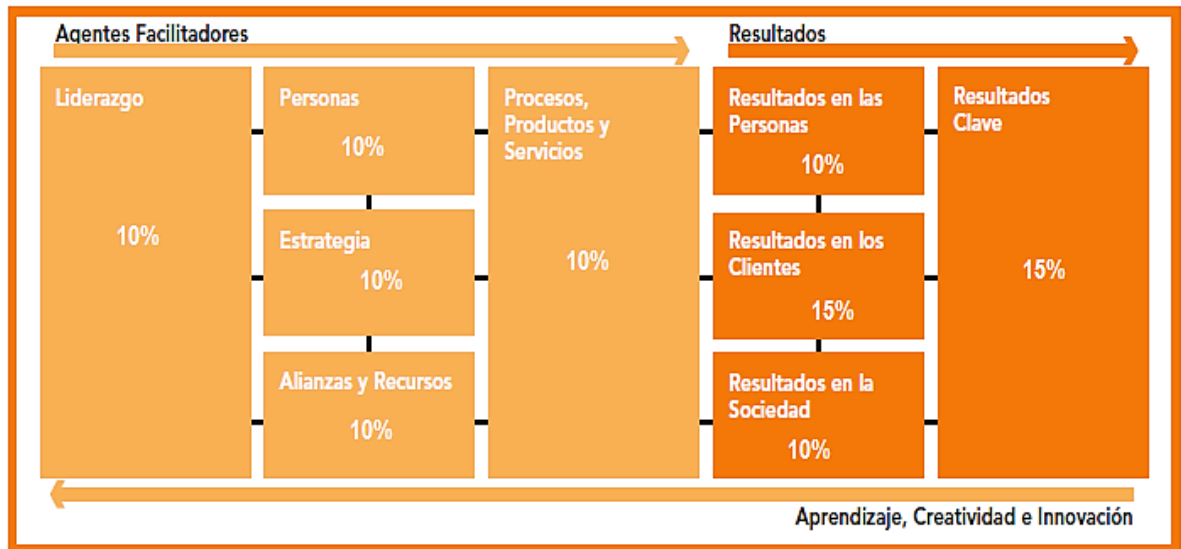 Agentes Facilitadores
Resultados
Liderazgo
10%
Personas
10%
Estrategia
10%
Alianzas y Recursos
10%
Procesos,
Productos y
Servicios
10%
Resultados en las
Personas
10%
Resultados en los
Clientes
15%
Resultados en la
Sociedad
10%
Resultados
Clave
15%
Aprendizaje, Creatividad e Innovación